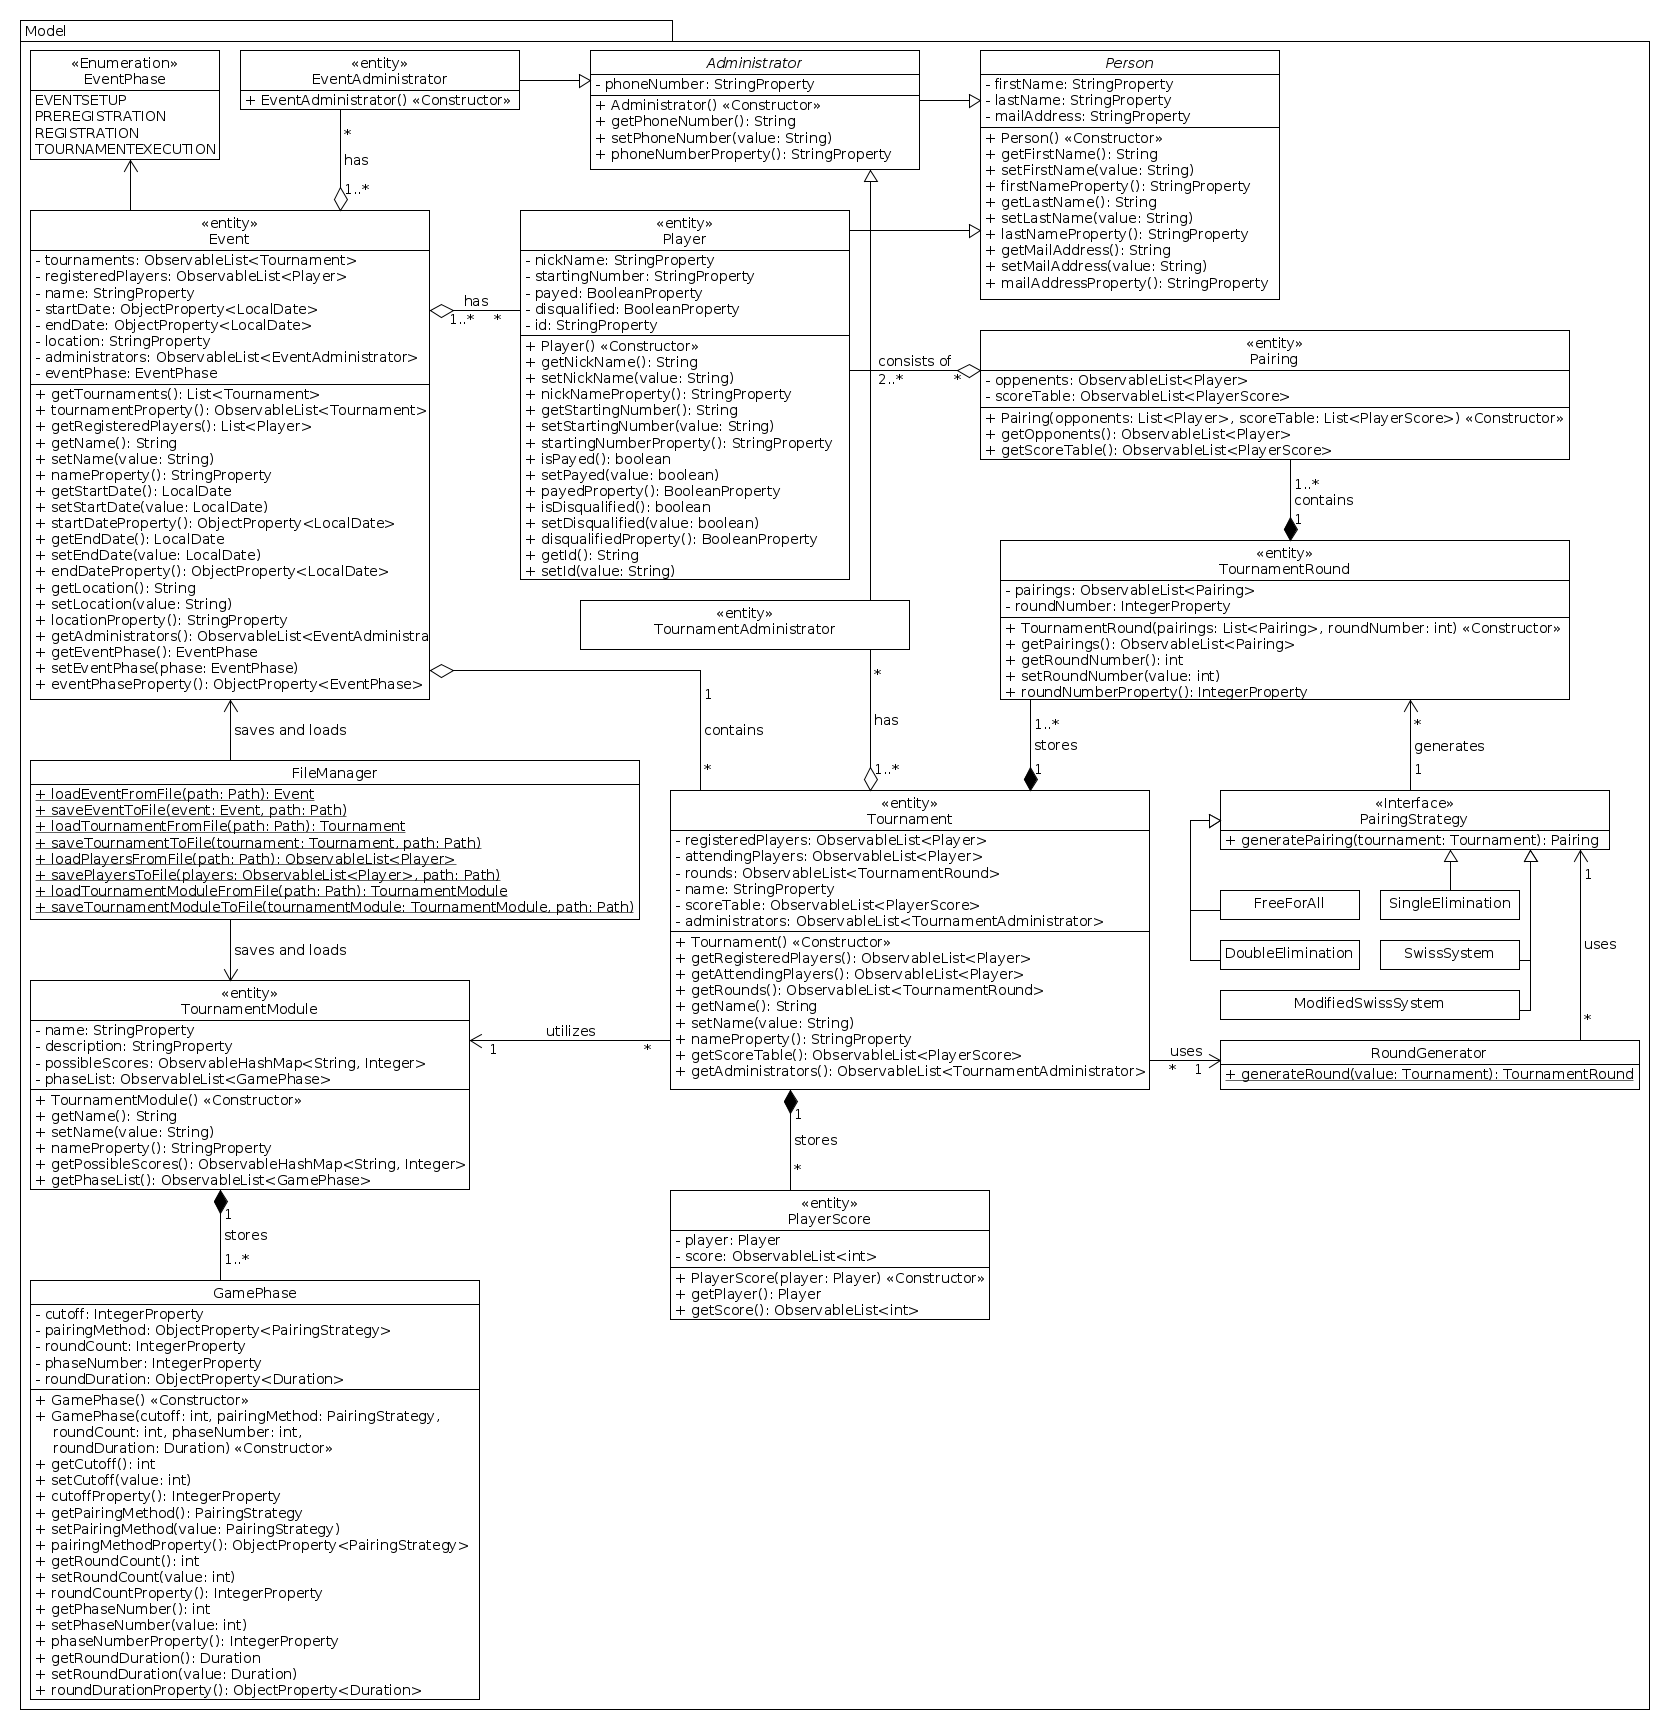 Model
«Enumeration»
EventPhase
EVENTSETUP
PREREGISTRATION
REGISTRATION
TOURNAMENTEXECUTION
«entity»
EventAdministrator
+ EventAdministrator() «Constructor»
Administrator
- phoneNumber: StringProperty
+ Administrator() «Constructor»
+ getPhoneNumber(): String
+ setPhoneNumber(value: String)
+ phoneNumberProperty(): StringProperty
Person
- firstName: StringProperty
- lastName: StringProperty
- mailAddress: StringProperty
+ Person() «Constructor»
+ getFirstName(): String
+ setFirstName(value: String)
+ firstNameProperty(): StringProperty
+ getLastName(): String
+ setLastName(value: String)
+ lastNameProperty(): StringProperty
+ getMailAddress(): String
+ setMailAddress(value: String)
+ mailAddressProperty(): StringProperty
*
has
1..*
«entity»
Event
- tournaments: ObservableList<Tournament>
- registeredPlayers: ObservableList<Player>
- name: StringProperty
- startDate: ObjectProperty<LocalDate>
- endDate: ObjectProperty<LocalDate>
- location: StringProperty
- administrators: ObservableList<EventAdministrator>
- eventPhase: EventPhase
+ getTournaments(): List<Tournament>
+ tournamentProperty(): ObservableList<Tournament>
+ getRegisteredPlayers(): List<Player>
+ getName(): String
+ setName(value: String)
+ nameProperty(): StringProperty
+ getStartDate(): LocalDate
+ setStartDate(value: LocalDate)
+ startDateProperty(): ObjectProperty<LocalDate>
+ getEndDate(): LocalDate
+ setEndDate(value: LocalDate)
+ endDateProperty(): ObjectProperty<LocalDate>
+ getLocation(): String
+ setLocation(value: String)
+ locationProperty(): StringProperty
+ getAdministrators(): ObservableList<EventAdministra
+ getEventPhase(): EventPhase
+ setEventPhase(phase: EventPhase)
+ eventPhaseProperty(): ObjectProperty<EventPhase>
has
1..* *
«entity»
Player
- nickName: StringProperty
- startingNumber: StringProperty
- payed: BooleanProperty
- disqualified: BooleanProperty
- id: StringProperty
+ Player() «Constructor»
+ getNickName(): String
+ setNickName(value: String)
+ nickNameProperty(): StringProperty
+ getStartingNumber(): String
+ setStartingNumber(value: String)
+ startingNumberProperty(): StringProperty
+ isPayed(): boolean
+ setPayed(value: boolean)
+ payedProperty(): BooleanProperty
+ isDisqualified(): boolean
+ setDisqualified(value: boolean)
+ disqualifiedProperty(): BooleanProperty
+ getId(): String
+ setId(value: String)
consists of
2..* *
«entity»
Pairing
- oppenents: ObservableList<Player>
- scoreTable: ObservableList<PlayerScore>
+ Pairing(opponents: List<Player>, scoreTable: List<PlayerScore>) «Constructor»
+ getOpponents(): ObservableList<Player>
+ getScoreTable(): ObservableList<PlayerScore>
1..*
contains
1
«entity»
TournamentRound
- pairings: ObservableList<Pairing>
- roundNumber: IntegerProperty
+ TournamentRound(pairings: List<Pairing>, roundNumber: int) «Constructor»
+ getPairings(): ObservableList<Pairing>
+ getRoundNumber(): int
+ setRoundNumber(value: int)
+ roundNumberProperty(): IntegerProperty
«entity»
TournamentAdministrator
1
contains
*
*
has
1..*
1..*
stores
1
*
generates
1
saves and loads
FileManager
+ loadEventFromFile(path: Path): Event
+ saveEventToFile(event: Event, path: Path)
+ loadTournamentFromFile(path: Path): Tournament
+ saveTournamentToFile(tournament: Tournament, path: Path)
+ loadPlayersFromFile(path: Path): ObservableList<Player>
+ savePlayersToFile(players: ObservableList<Player>, path: Path)
+ loadTournamentModuleFromFile(path: Path): TournamentModule
+ saveTournamentModuleToFile(tournamentModule: TournamentModule, path: Path)
saves and loads
«entity»
Tournament
- registeredPlayers: ObservableList<Player>
- attendingPlayers: ObservableList<Player>
- rounds: ObservableList<TournamentRound>
- name: StringProperty
- scoreTable: ObservableList<PlayerScore>
- administrators: ObservableList<TournamentAdministrator>
+ Tournament() «Constructor»
+ getRegisteredPlayers(): ObservableList<Player>
+ getAttendingPlayers(): ObservableList<Player>
+ getRounds(): ObservableList<TournamentRound>
+ getName(): String
+ setName(value: String)
+ nameProperty(): StringProperty
+ getScoreTable(): ObservableList<PlayerScore>
+ getAdministrators(): ObservableList<TournamentAdministrator>
«Interface»
PairingStrategy
+ generatePairing(tournament: Tournament): Pairing
FreeForAll
SingleElimination
DoubleElimination
SwissSystem
ModifiedSwissSystem
1
uses
*
uses
* 1
RoundGenerator
+ generateRound(value: Tournament): TournamentRound
utilizes
1 *
«entity»
TournamentModule
- name: StringProperty
- description: StringProperty
- possibleScores: ObservableHashMap<String, Integer>
- phaseList: ObservableList<GamePhase>
+ TournamentModule() «Constructor»
+ getName(): String
+ setName(value: String)
+ nameProperty(): StringProperty
+ getPossibleScores(): ObservableHashMap<String, Integer>
+ getPhaseList(): ObservableList<GamePhase>
1
stores
*
«entity»
PlayerScore
- player: Player
- score: ObservableList<int>
+ PlayerScore(player: Player) «Constructor»
+ getPlayer(): Player
+ getScore(): ObservableList<int>
1
stores
1..*
GamePhase
- cutoff: IntegerProperty
- pairingMethod: ObjectProperty<PairingStrategy>
- roundCount: IntegerProperty
- phaseNumber: IntegerProperty
- roundDuration: ObjectProperty<Duration>
+ GamePhase() «Constructor»
+ GamePhase(cutoff: int, pairingMethod: PairingStrategy,
roundCount: int, phaseNumber: int,
roundDuration: Duration) «Constructor»
+ getCutoff(): int
+ setCutoff(value: int)
+ cutoffProperty(): IntegerProperty
+ getPairingMethod(): PairingStrategy
+ setPairingMethod(value: PairingStrategy)
+ pairingMethodProperty(): ObjectProperty<PairingStrategy>
+ getRoundCount(): int
+ setRoundCount(value: int)
+ roundCountProperty(): IntegerProperty
+ getPhaseNumber(): int
+ setPhaseNumber(value: int)
+ phaseNumberProperty(): IntegerProperty
+ getRoundDuration(): Duration
+ setRoundDuration(value: Duration)
+ roundDurationProperty(): ObjectProperty<Duration>